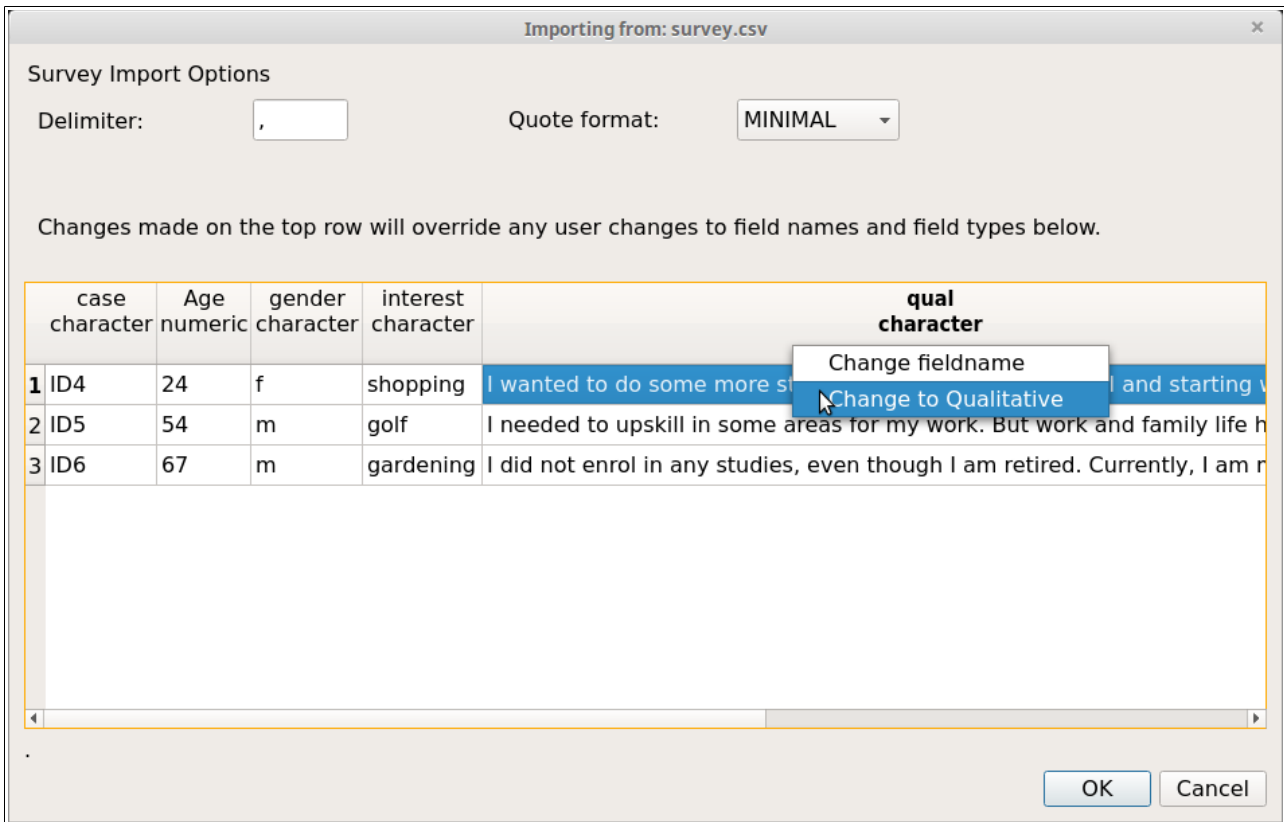 Importing from: survey.csv
Survey Import Options
Delimiter: , Quote format: MINIMAL
Changes made on the top row will override any user changes to field names and field types below.
case Age gender interest qual
character numeric character character character
Change fieldname
1 ID4 24 f shopping I wanted to do some more st and starting
Change to Qualitative
2 ID5 54 m golf I needed to upskill in some areas for my work. But work and family life
3 ID6 67 m gardening I did not enrol in any studies, even though I am retired. Currently, I am
.
OK Cancel